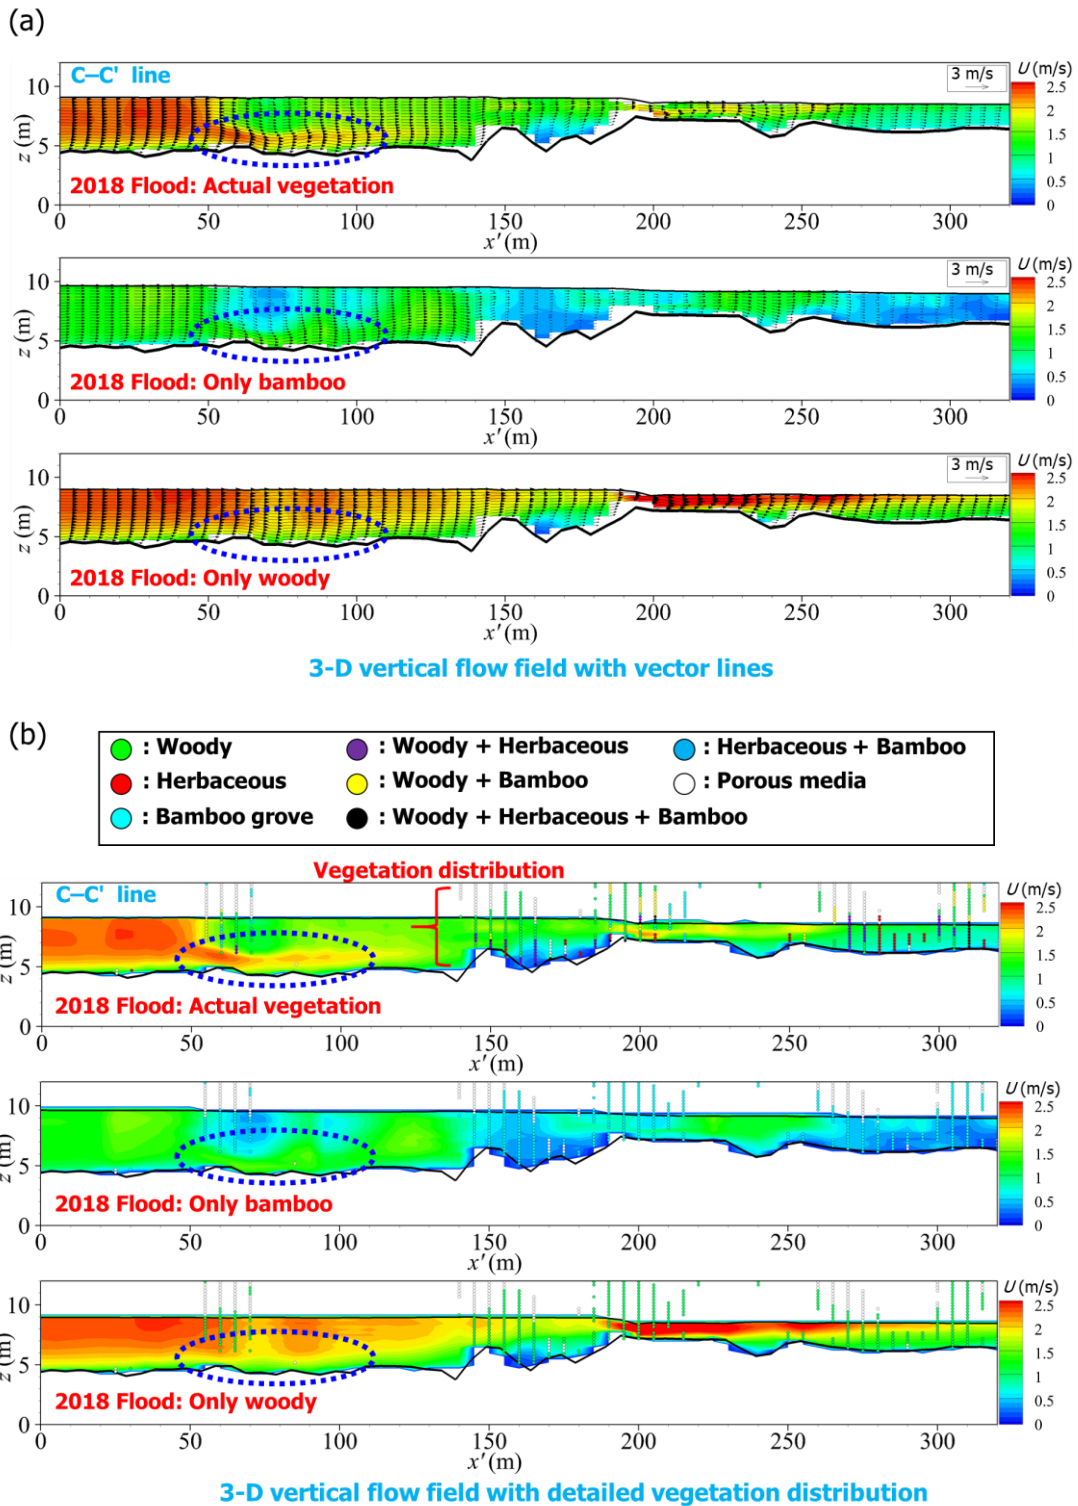 (a)
C–C' line
3 m/s
U (m/s)
10
5
0
z (m)
2.5
2
1.5
1
0.5
0
2018 Flood: Actual vegetation
0 50 100 150 200 250 300
x′(m)
3 m/s
U (m/s)
10
5
0
z (m)
2.5
2
1.5
1
0.5
0
2018 Flood: Only bamboo
0 50 100 150 200 250 300
x′(m)
3 m/s
U (m/s)
10
5
0
z (m)
2.5
2
1.5
1
0.5
0
2018 Flood: Only woody
0 50 100 150 200 250 300
x′(m)
3-D vertical flow field with vector lines
(b)
: Woody : Woody + Herbaceous : Herbaceous + Bamboo
: Herbaceous : Woody + Bamboo : Porous media
: Bamboo grove : Woody + Herbaceous + Bamboo
Vegetation distribution
C–C' line
U (m/s)
10
5
0
z (m)
2.5
2
1.5
1
0.5
0
2018 Flood: Actual vegetation
0 50 100 150 200 250 300
x′(m)
U (m/s)
10
5
0
z (m)
2.5
2
1.5
1
0.5
0
2018 Flood: Only bamboo
0 50 100 150 200 250 300
x′(m)
U (m/s)
10
5
0
z (m)
2.5
2
1.5
1
0.5
0
2018 Flood: Only woody
0 50 100 150 200 250 300
x′(m)
3-D vertical flow field with detailed vegetation distribution